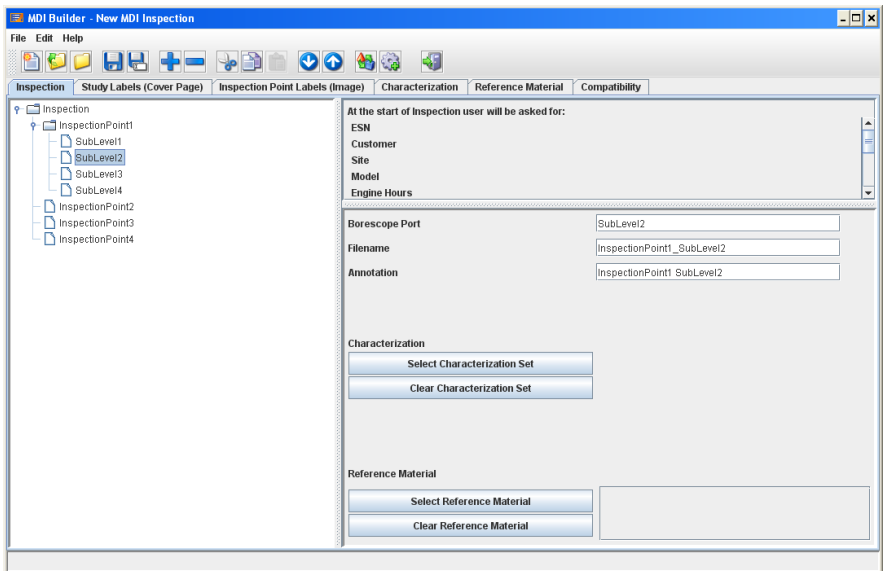 MDI Builder - New MDI Inspection
File Edit Help
Inspection Study Labels (Cover Page) Inspection Point Labels (Image) Characterization Reference Material Compatibility
Inspection
InspectionPoint1
SubLevel1
SubLevel2
SubLevel3
SubLevel4
InspectionPoint2
InspectionPoint3
InspectionPoint4
At the start of Inspection user will be asked for:
ESN
Customer
Site
Model
Engine Hours
Borescope Port SubLevel2
Filename InspectionPoint1_SubLevel2
Annotation InspectionPoint1 SubLevel2
Characterization
Select Characterization Set
Clear Characterization Set
Reference Material
Select Reference Material
Clear Reference Material